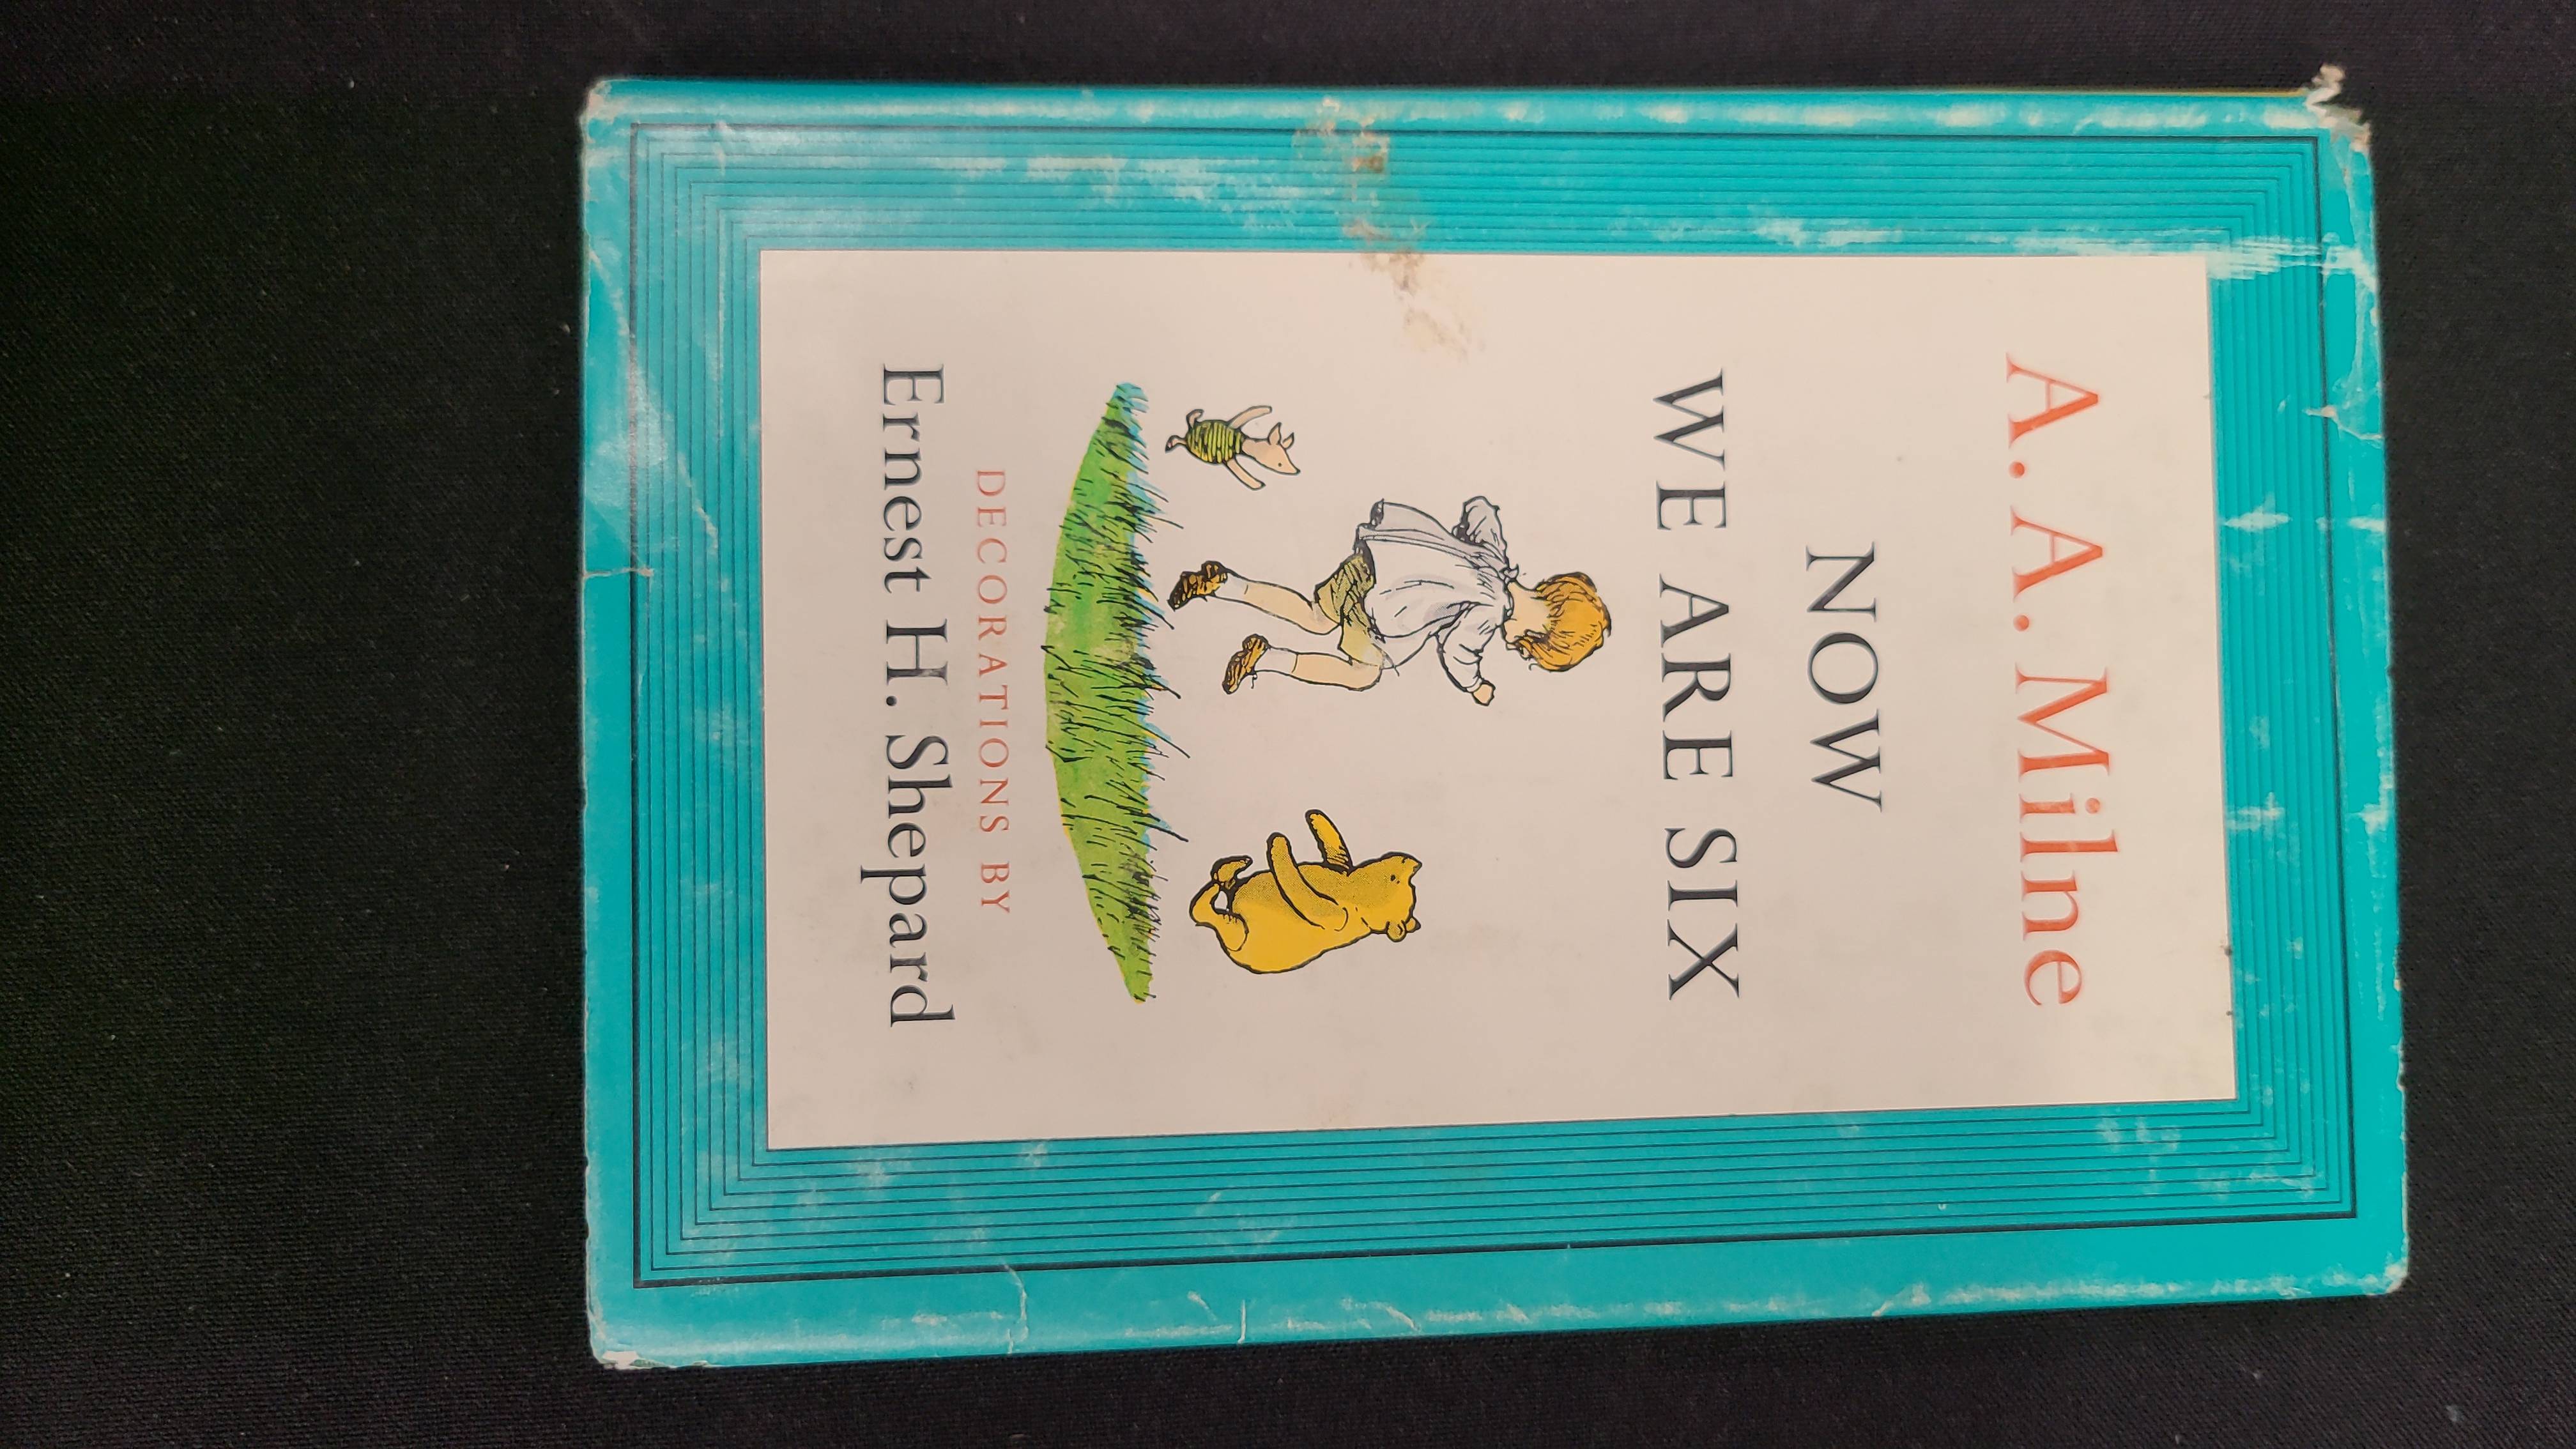 A. A. Milne
NOW
WE ARE SIX
DECORATIONS BY
Ernest H. Shepard